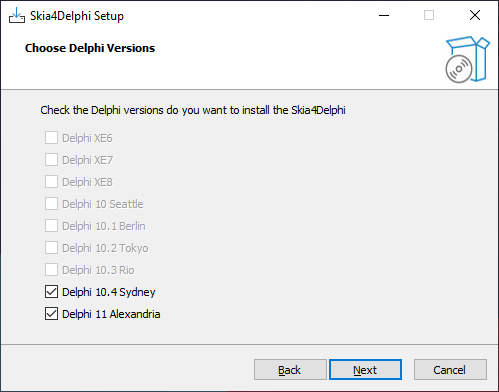 Skia4Delphi Setup
Choose Delphi Versions
Check the Delphi versions do you want to install the Skia4Delphi
Delphi XE6
Delphi XE7
Delphi XE8
Delphi 10 Seattle
Delphi 10.1 Berlin
Delphi 10.2 Tokyo
Delphi 10.3 Rio
Delphi 10.4 Sydney
Delphi 11 Alexandria
Back Next Cancel